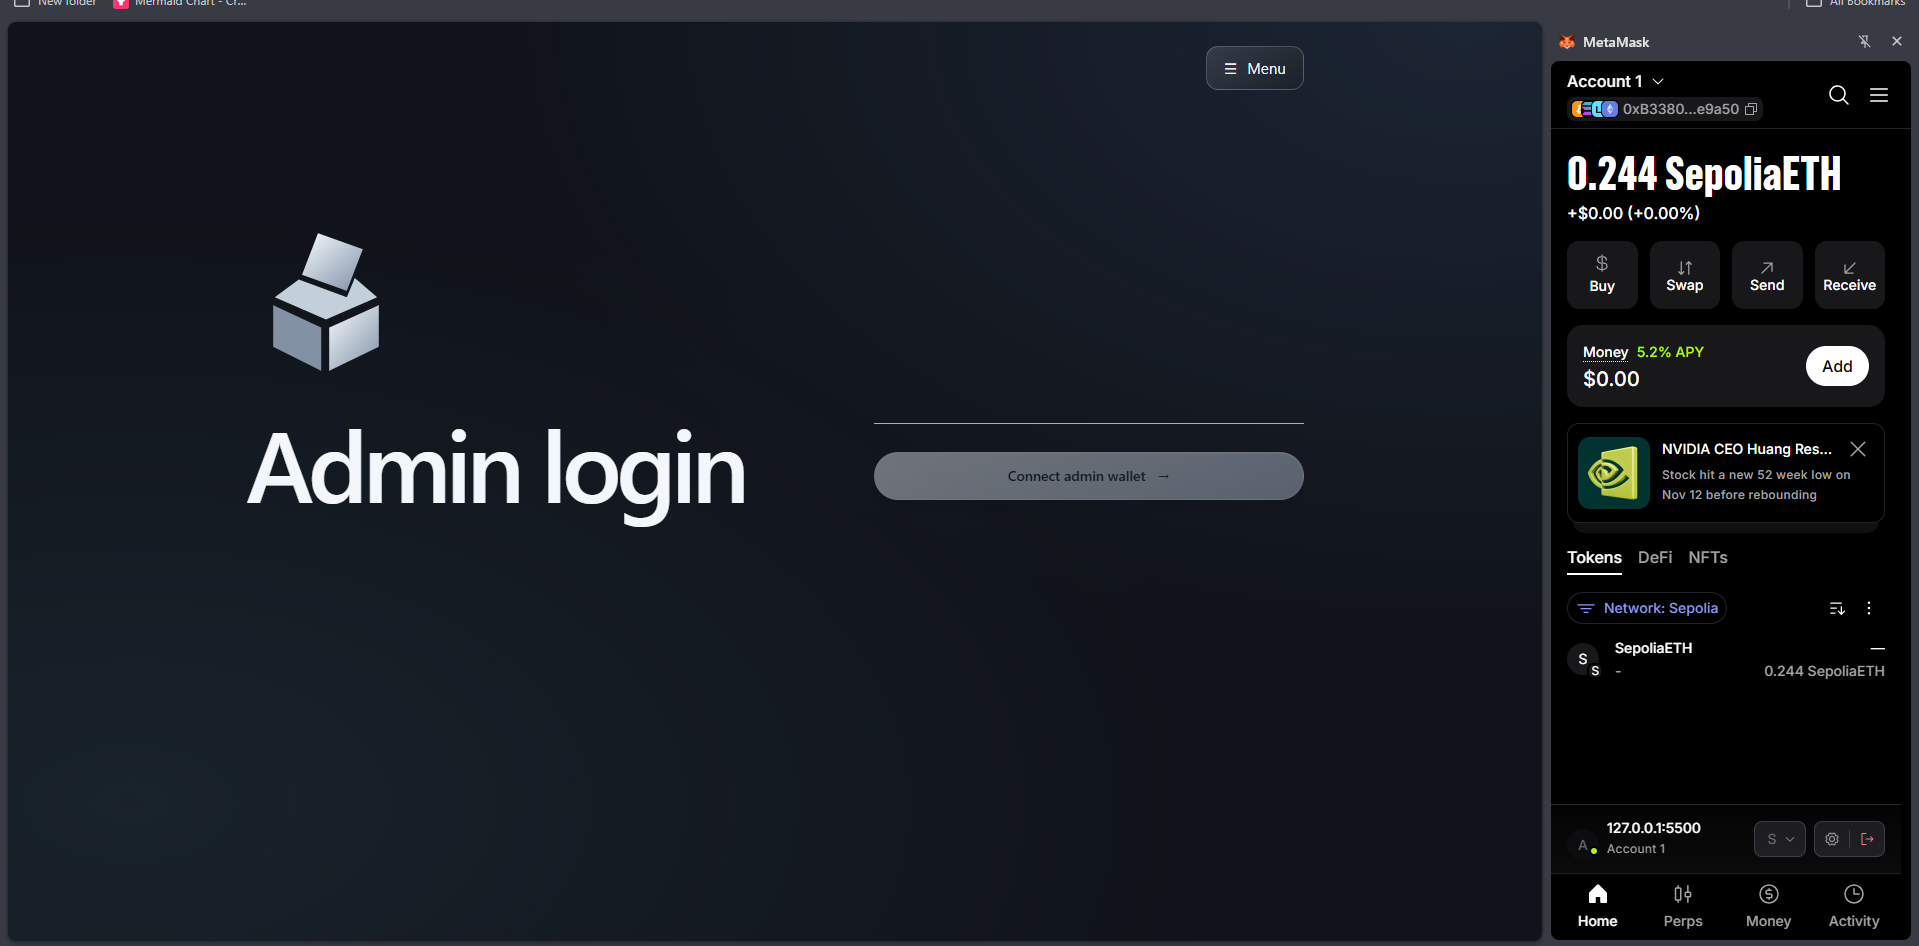 New folder
Mermaid Chart - Cr...
All Bookmarks
Menu
Admin login
Connect admin wallet →
MetaMask
Account 1
0xB3380...e9a50
0.244 SepoliaETH
+$0.00 (+0.00%)
$
Buy
Swap
Send
Receive
Money 5.2% APY
$0.00
Add
NVIDIA CEO Huang Res...
Stock hit a new 52 week low on
Nov 12 before rebounding
Tokens DeFi NFTs
Network: Sepolia
S
S
SepoliaETH —
- 0.244 SepoliaETH
A
127.0.0.1:5500
Account 1
S
Home Perps Money Activity